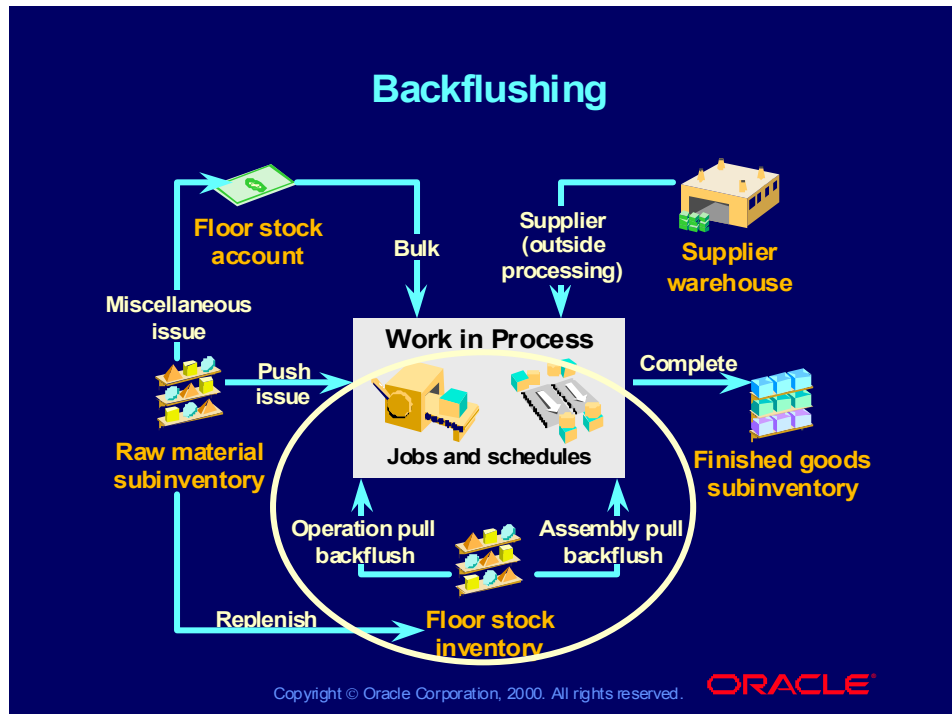 Backflushing
Floor stock
account
Bulk
Supplier
(outside
processing)
Supplier
warehouse
Miscellaneous
issue
Work in Process
Push
issue
Complete
Jobs and schedules
Raw material
subinventory
Finished goods
subinventory
Operation pull
backflush
Assembly pull
backflush
Replenish
Floor stock
inventory
Copyright © Oracle Corporation, 2000. All rights reserved.
ORACLE®